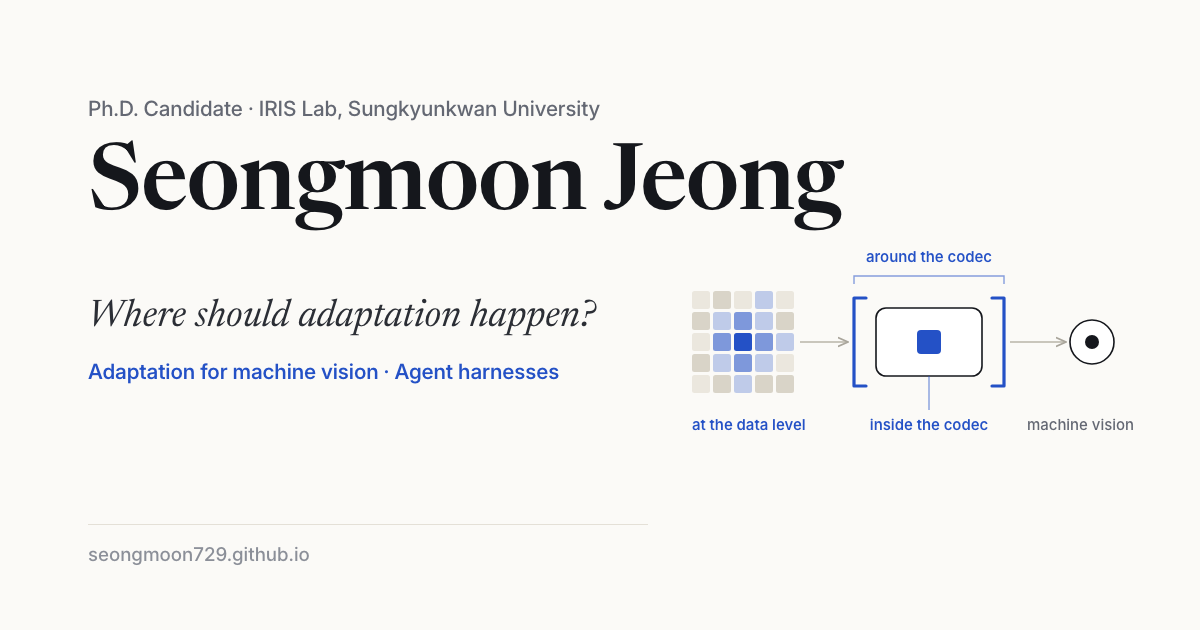 Ph.D. Candidate · IRIS Lab, Sungkyunkwan University
Seongmoon Jeong
Where should adaptation happen?
Adaptation for machine vision · Agent harnesses
around the codec
at the data level
inside the codec
machine vision
seongmoon729.github.io